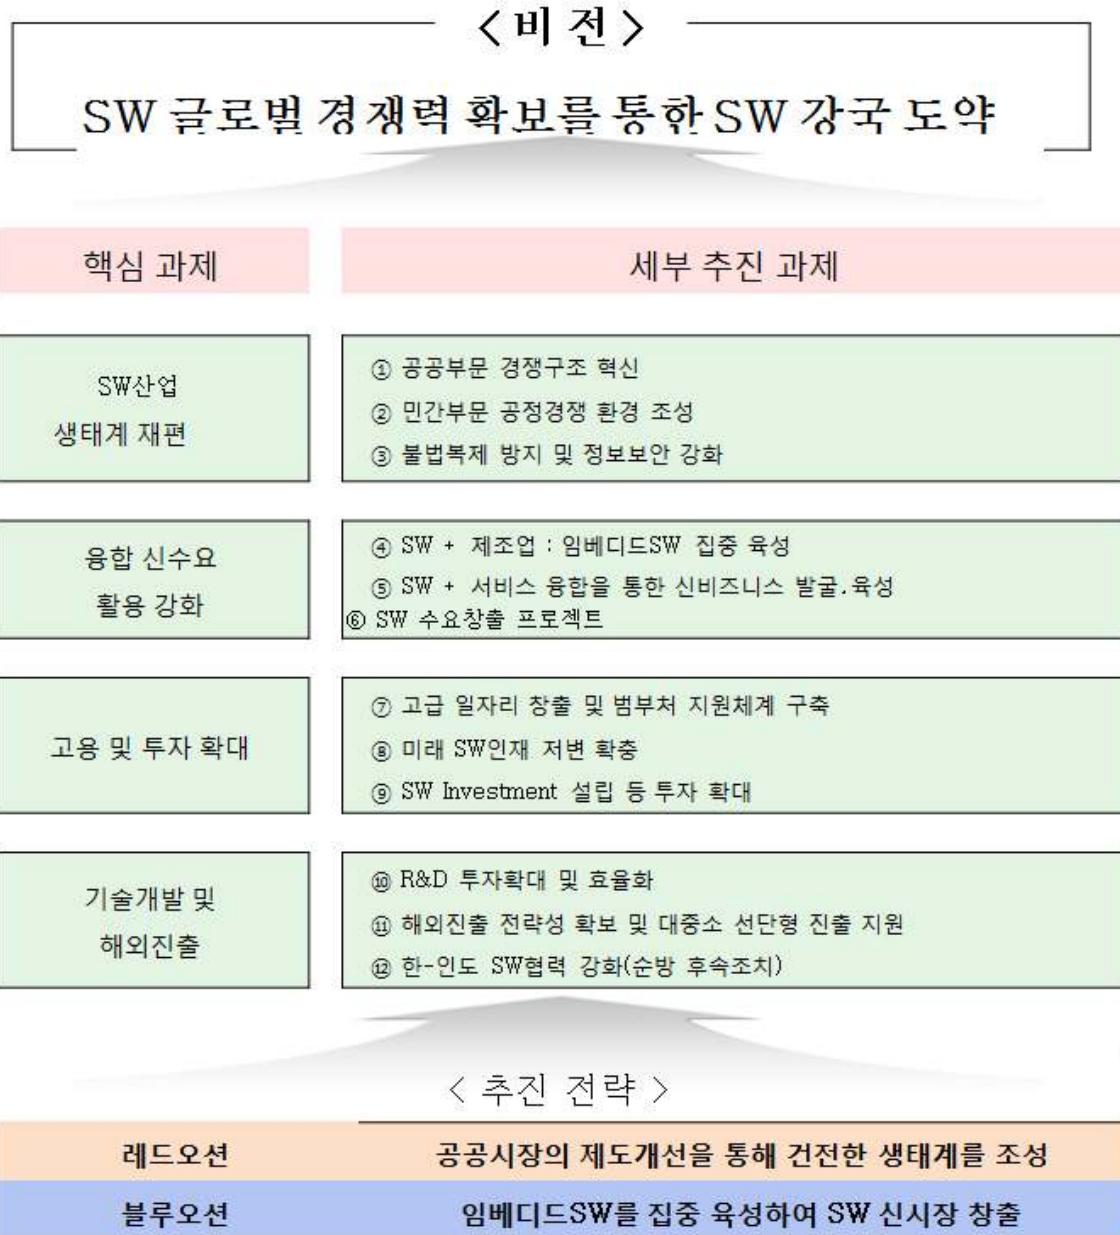 < 비 전 >
SW 글로벌 경쟁력 확보를 통한 SW 강국 도약
핵심 과제
세부 추진 과제
SW산업
생태계 재편
① 공공부문 경쟁구조 혁신
② 민간부문 공정경쟁 환경 조성
③ 불법복제 방지 및 정보보안 강화
융합 신수요
활용 강화
④ SW + 제조업 : 임베디드SW 집중 육성
⑤ SW + 서비스 융합을 통한 신비즈니스 발굴.육성
⑥ SW 수요창출 프로젝트
고용 및 투자 확대
⑦ 고급 일자리 창출 및 범부처 지원체계 구축
⑧ 미래 SW인재 저변 확충
⑨ SW Investment 설립 등 투자 확대
기술개발 및
해외진출
⑩ R&D 투자확대 및 효율화
⑪ 해외진출 전략성 확보 및 대중소 선단형 진출 지원
⑫ 한-인도 SW협력 강화(순방 후속조치)
< 추진 전략 >
레드오션 공공시장의 제도개선을 통해 건전한 생태계를 조성
블루오션 임베디드SW를 집중 육성하여 SW 신시장 창출